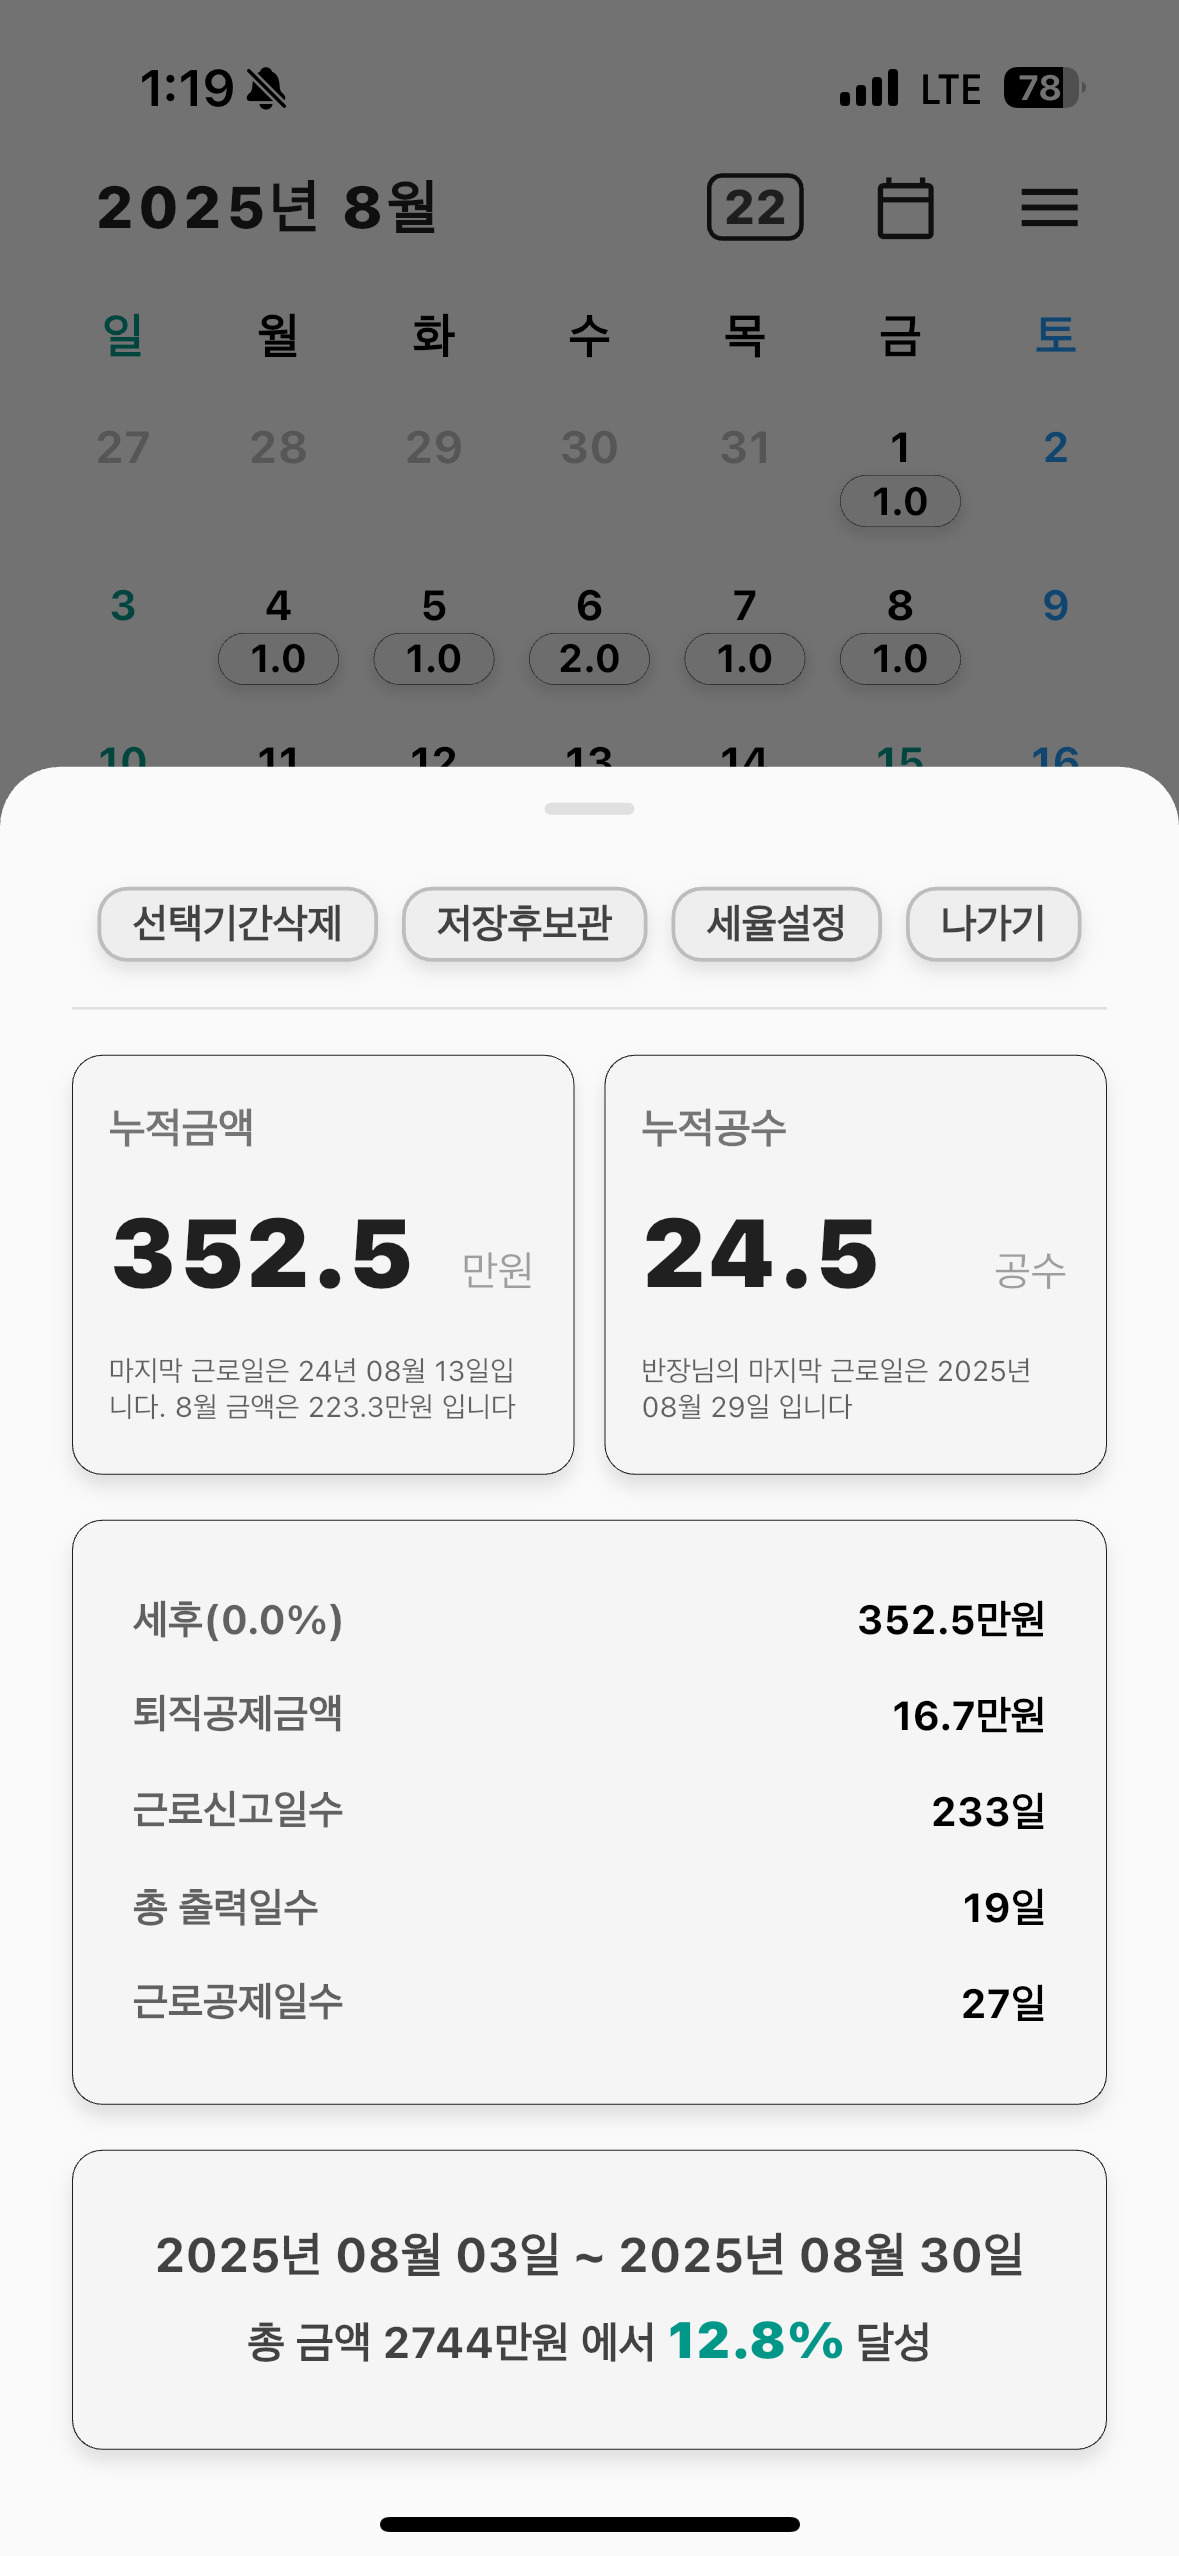 1:19 LTE 78
2025년 8월 22
일 월 화 수 목 금 토
27 28 29 30 31 1 2
1.0
3 4 5 6 7 8 9
1.0 1.0 2.0 1.0 1.0
10 11 12 13 14 15 16
선택기간삭제 저장후보관 세율설정 나가기
누적금액
352.5 만원
마지막 근로일은 24년 08월 13일입
니다. 8월 금액은 223.3만원 입니다
누적공수
24.5 공수
반장님의 마지막 근로일은 2025년
08월 29일 입니다
세후(0.0%) 352.5만원
퇴직공제금액 16.7만원
근로신고일수 233일
총 출력일수 19일
근로공제일수 27일
2025년 08월 03일 ~ 2025년 08월 30일
총 금액 2744만원 에서 12.8% 달성